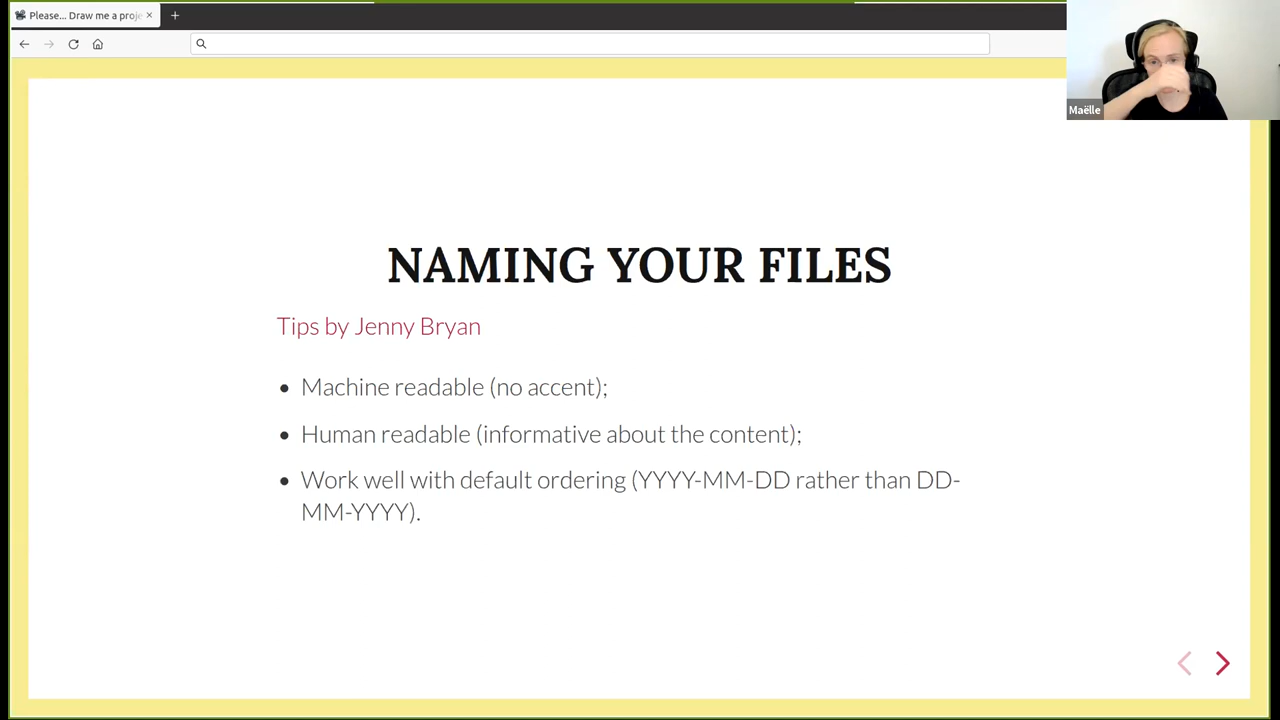 Please... Draw me a proje
Maëlle
NAMING YOUR FILES
Tips by Jenny Bryan
Machine readable (no accent);
Human readable (informative about the content);
Work well with default ordering (YYYY-MM-DD rather than DD-
MM-YYYY).